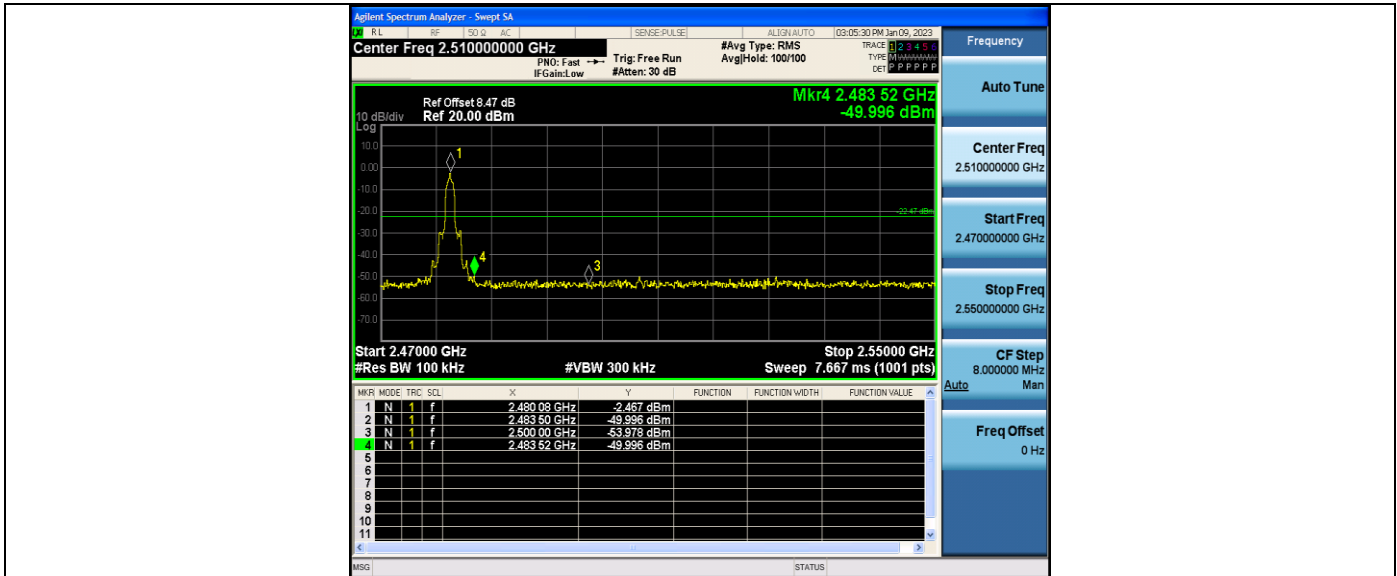 Agilent Spectrum Analyzer - Swept SA
RL RF 50 Ω AC SENSE:PULSE ALIGNAUTO 03:05:30 PM Jan 09, 2023
Center Freq 2.510000000 GHz
PNO: Fast
IFGain:Low
Trig: Free Run
#Atten: 30 dB
#Avg Type: RMS
Avg|Hold: 100/100
TRACE 1 2 3 4 5 6
TYPE M
DET P P P P P P
Mkr4 2.483 52 GHz
-49.996 dBm
Ref Offset 8.47 dB
10 dB/div Ref 20.00 dBm
Log
10.0
0.00
-10.0
-20.0
-30.0
-40.0
-50.0
-60.0
-70.0
1
4
3
-22.47 dBm
Start 2.47000 GHz Stop 2.55000 GHz
#Res BW 100 kHz #VBW 300 kHz Sweep 7.667 ms (1001 pts)
MKR MODE TRC SCL X Y FUNCTION FUNCTION WIDTH FUNCTION VALUE
1 N 1 f 2.480 08 GHz -2.467 dBm
2 N 1 f 2.483 50 GHz -49.996 dBm
3 N 1 f 2.500 00 GHz -53.978 dBm
4 N 1 f 2.483 52 GHz -49.996 dBm
5
6
7
8
9
10
11
MSG STATUS
Frequency
Auto Tune
Center Freq
2.510000000 GHz
Start Freq
2.470000000 GHz
Stop Freq
2.550000000 GHz
CF Step
8.000000 MHz
Auto Man
Freq Offset
0 Hz